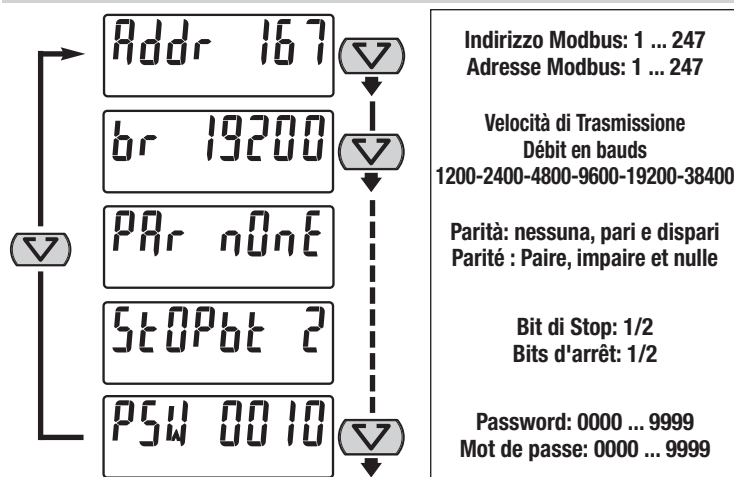 Addr 167
Indirizzo Modbus: 1 ... 247
Adresse Modbus: 1 ... 247
br 19200
Velocità di Trasmissione
Débit en bauds
1200-2400-4800-9600-19200-38400
PAr nOnE
Parità: nessuna, pari e dispari
Parité : Paire, impaire et nulle
StOPbt 2
Bit di Stop: 1/2
Bits d'arrêt: 1/2
PSW 0010
Password: 0000 ... 9999
Mot de passe: 0000 ... 9999